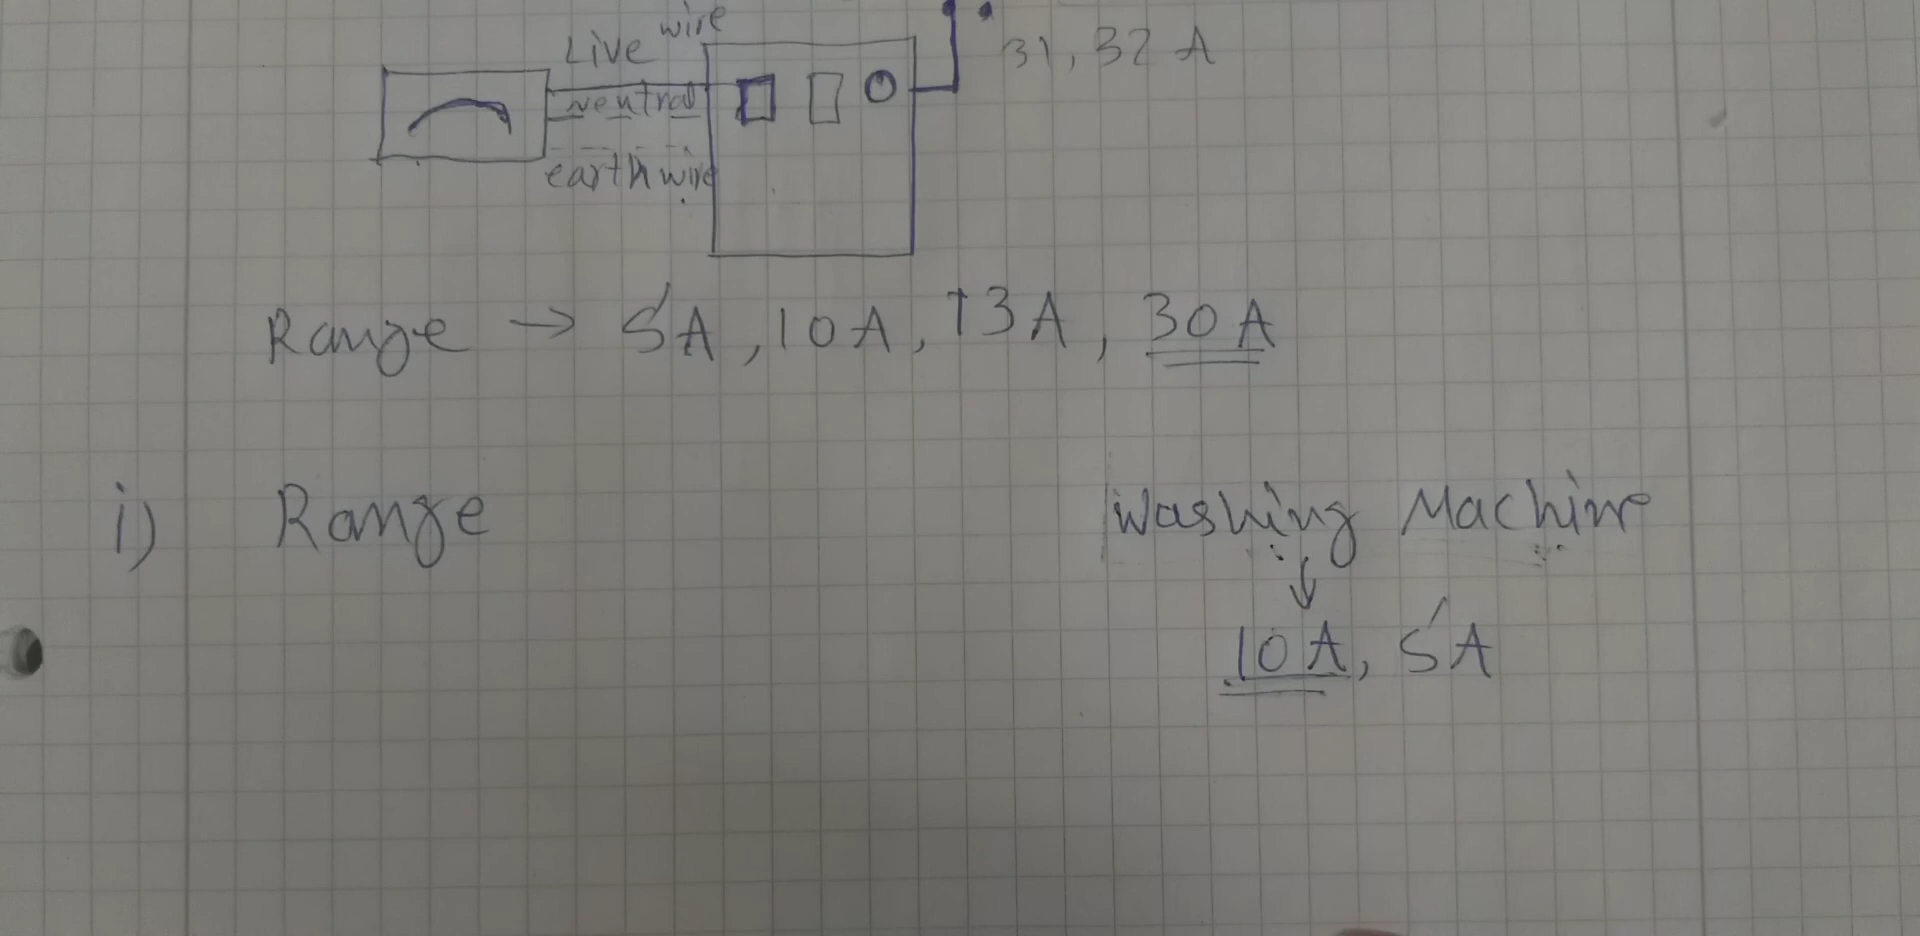 Live wire
31, 32 A
neutral
earth wire
Range → 5A, 10A, 13A, 30A
i) Range
Washing Machine
↓
10A, 5A